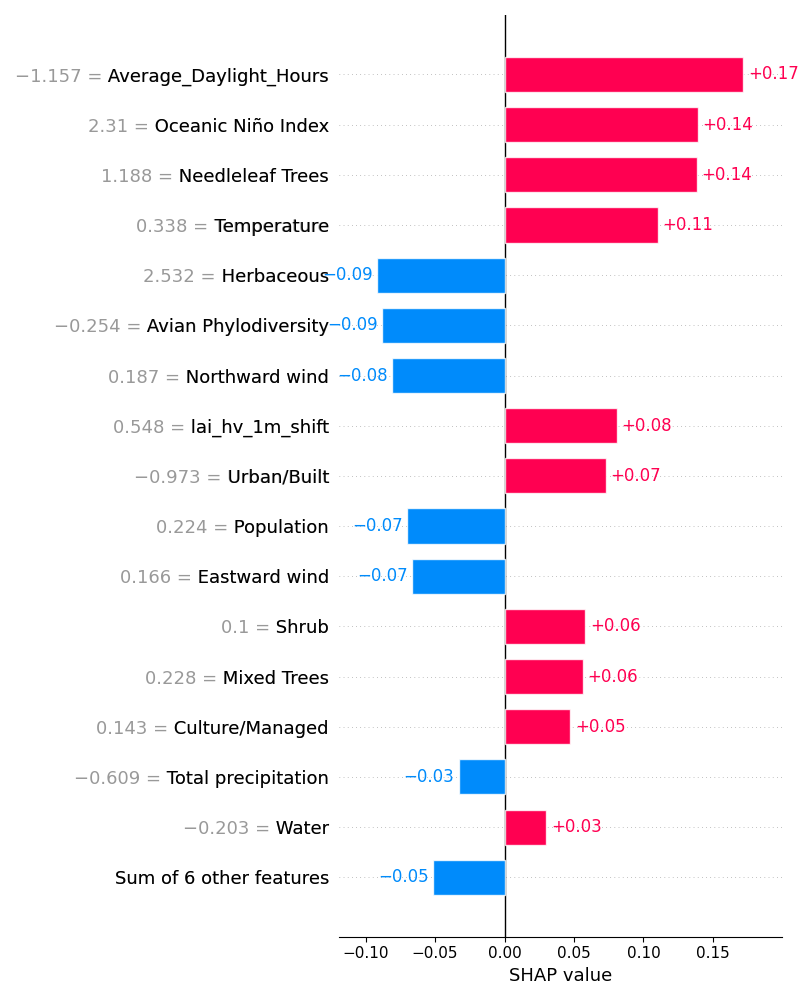 −1.157 = Average_Daylight_Hours +0.17
2.31 = Oceanic Niño Index +0.14
1.188 = Needleleaf Trees +0.14
0.338 = Temperature +0.11
2.532 = Herbaceous −0.09
−0.254 = Avian Phylodiversity −0.09
0.187 = Northward wind −0.08
0.548 = lai_hv_1m_shift +0.08
−0.973 = Urban/Built +0.07
0.224 = Population −0.07
0.166 = Eastward wind −0.07
0.1 = Shrub +0.06
0.228 = Mixed Trees +0.06
0.143 = Culture/Managed +0.05
−0.609 = Total precipitation −0.03
−0.203 = Water +0.03
Sum of 6 other features −0.05
−0.10 −0.05 0.00 0.05 0.10 0.15
SHAP value